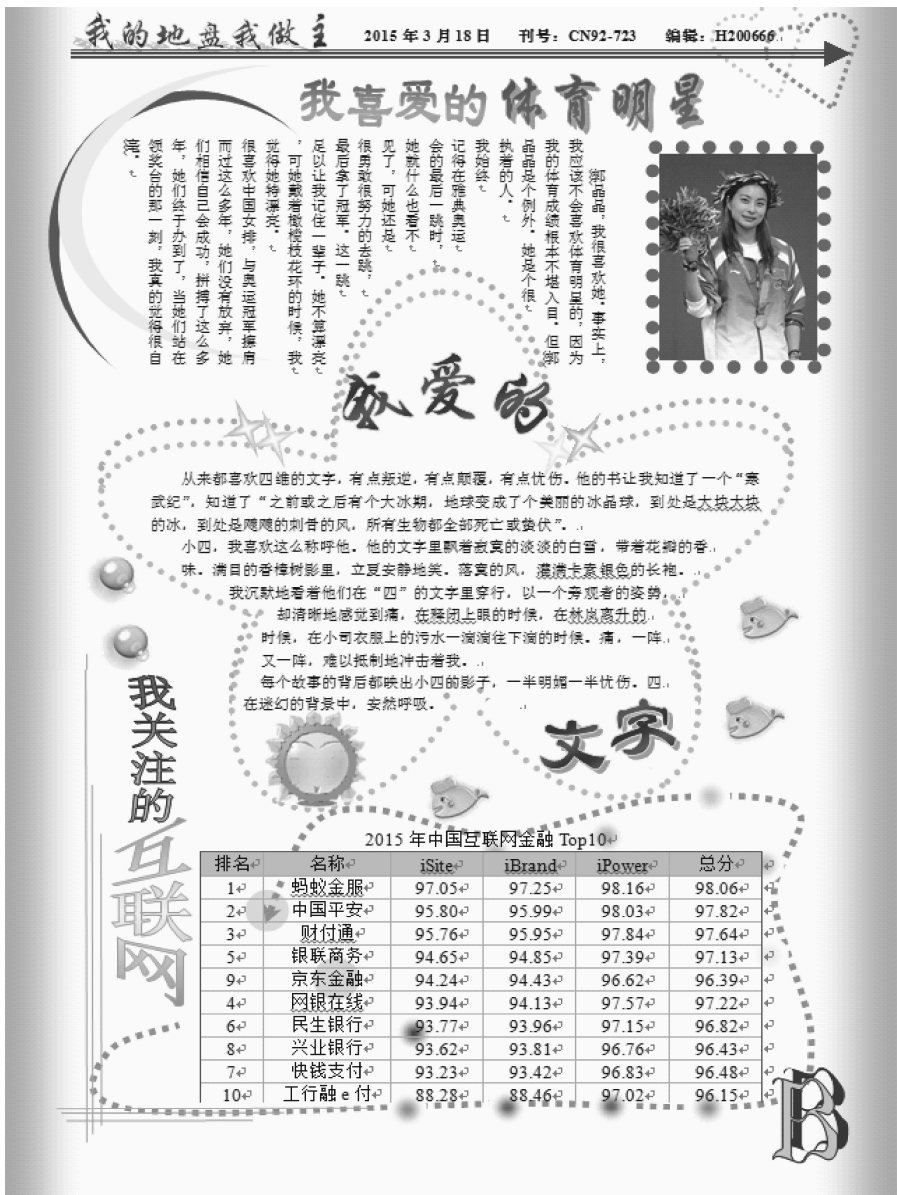 我的地盘我做主 2015年3月18日 刊号：CN92-723 编辑：H200666
我喜爱的体育明星
郭晶晶，我很喜欢她。事实上，
我应该不会喜欢体育明星的，因为
我的体育成绩根本不堪入目。但郭
晶晶是个例外。她是个很
执着的人。
我始终
记得在雅典奥运
会的最后一跳时，
她就什么也看不
见了，可她还是
很勇敢很努力的去跳，
最后拿了冠军。这一跳
足以让我记住一辈子。她不算漂亮
，可她戴着橄榄枝花环的时候，我
觉得她特漂亮。
很喜欢中国女排，与奥运冠军擦肩
而过这么多年，她们没有放弃，她
们相信自己会成功，拼搏了这么多
年，她们终于办到了，当她们站在
领奖台的那一刻，我真的觉得很自
豪。
我爱的
从来都喜欢四维的文字，有点叛逆，有点颠覆，有点忧伤。他的书让我知道了一个“寒
武纪”，知道了“之前或之后有个大冰期，地球变成了个美丽的冰晶球，到处是大块大块
的冰，到处是飕飕的刺骨的风，所有生物都全部死亡或蛰伏”。
小四，我喜欢这么称呼他。他的文字里飘着寂寞的淡淡的白雪，带着花瓣的香
味。满目的香樟树影里，立夏安静地笑。落寞的风，灌满卡索银色的长袍。
我沉默地看着他们在“四”的文字里穿行，以一个旁观者的姿势，
却清晰地感觉到痛，在释闭上眼的时候，在林岚离升的
时候，在小司衣服上的污水一滴滴往下滴的时候。痛，一阵
又一阵，难以抵制地冲击着我。
每个故事的背后都映出小四的影子，一半明媚一半忧伤。四
在迷幻的背景中，安然呼吸。
文字
我关注的互联网
2015年中国互联网金融Top10
排名 名称 iSite iBrand iPower 总分
1 蚂蚁金服 97.05 97.25 98.16 98.06
2 中国平安 95.80 95.99 98.03 97.82
3 财付通 95.76 95.95 97.84 97.64
5 银联商务 94.65 94.85 97.39 97.13
9 京东金融 94.24 94.43 96.62 96.39
4 网银在线 93.94 94.13 97.57 97.22
6 民生银行 93.77 93.96 97.15 96.82
8 兴业银行 93.62 93.81 96.76 96.43
7 快钱支付 93.23 93.42 96.83 96.48
10 工行融e付 88.28 88.46 97.02 96.15
B